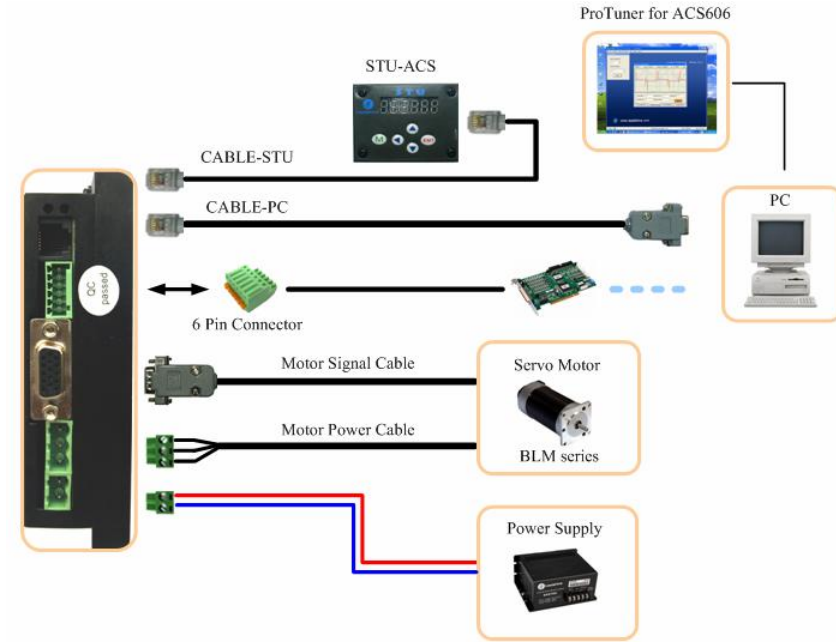 ProTuner for ACS606
STU-ACS
STU
CABLE-STU
CABLE-PC
PC
QC
passed
6 Pin Connector
Motor Signal Cable
Servo Motor
Motor Power Cable
BLM series
Power Supply